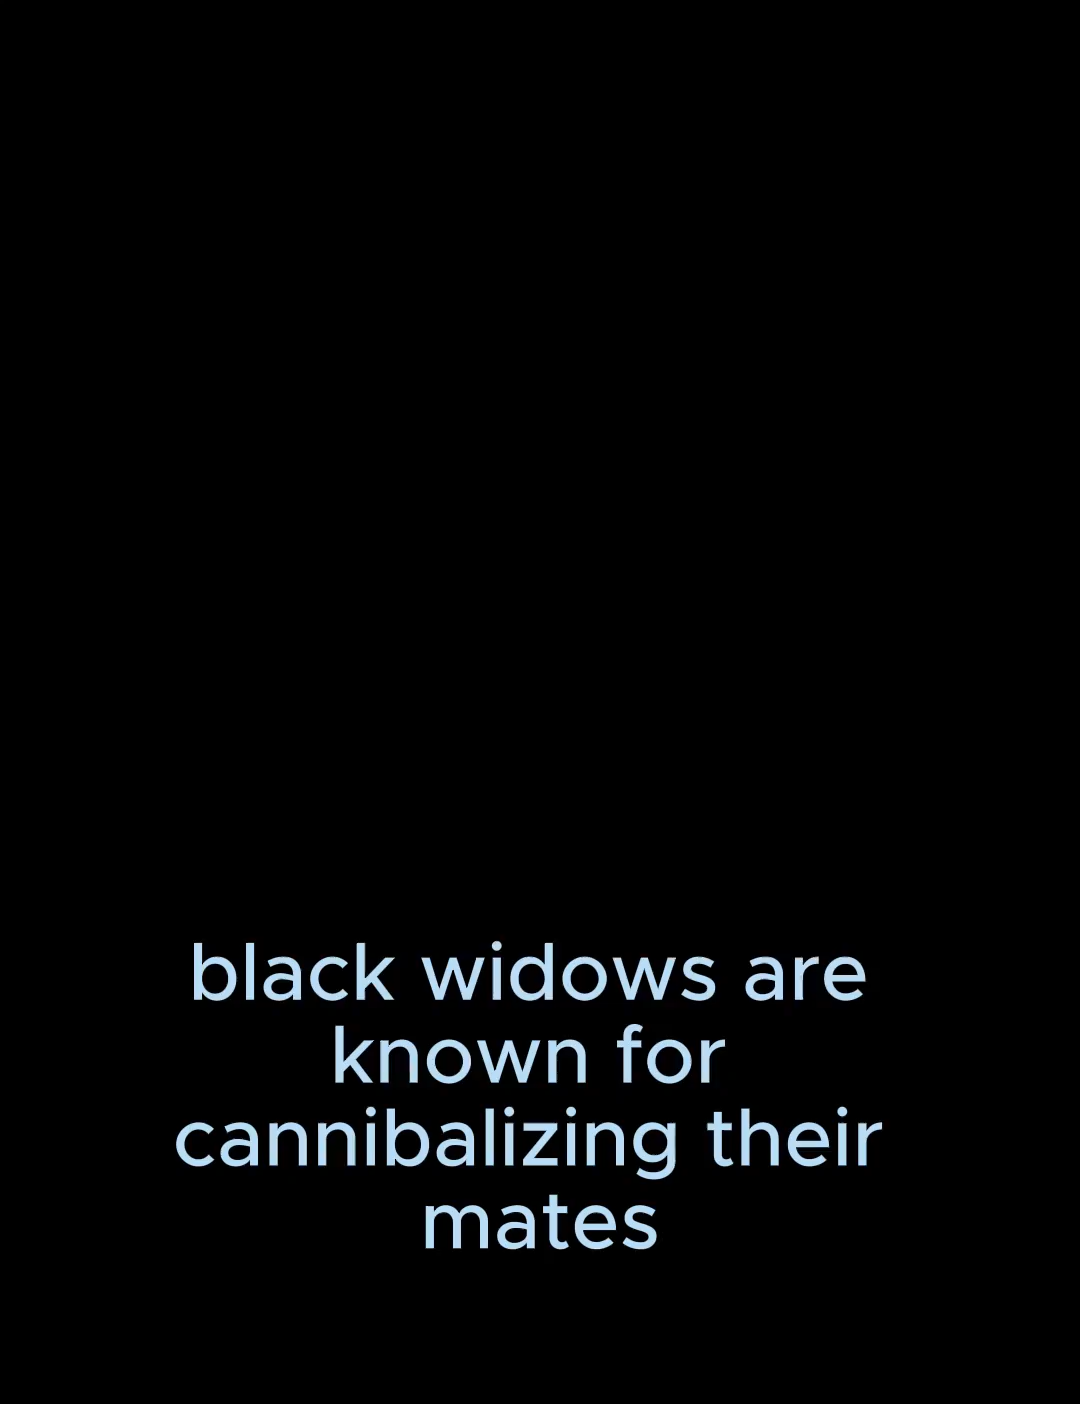 black widows are
known for
cannibalizing their
mates